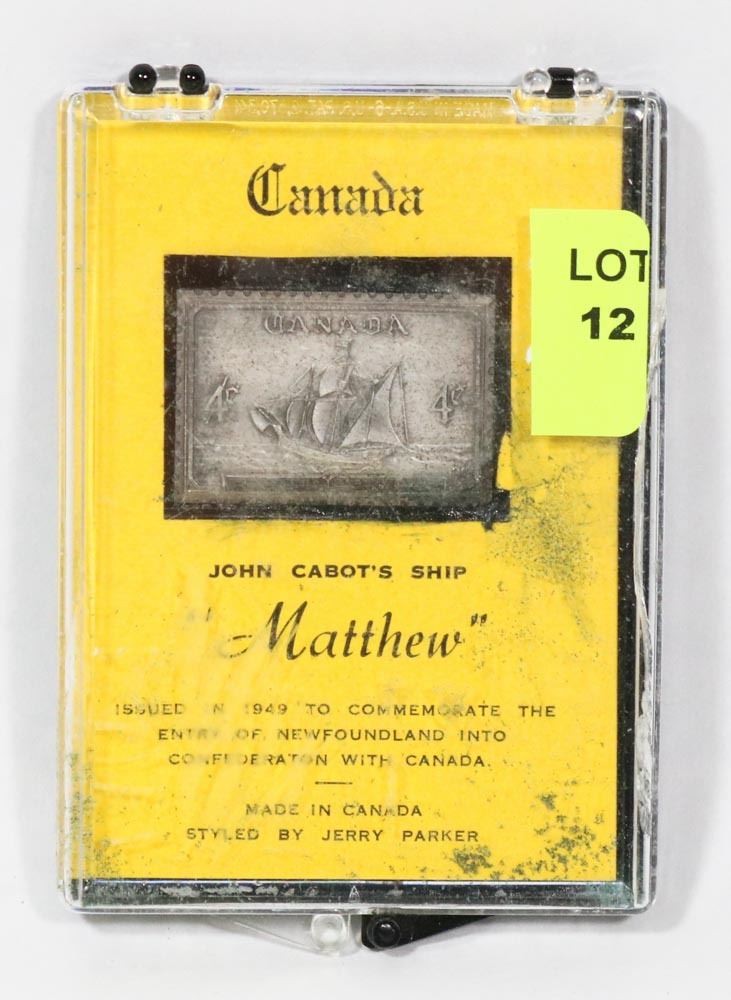 Canada
LOT
12
CANADA
4¢ 4¢
JOHN CABOT'S SHIP
"Matthew"
ISSUED IN 1949 TO COMMEMORATE THE
ENTRY OF NEWFOUNDLAND INTO
CONFEDERATON WITH CANADA.
MADE IN CANADA
STYLED BY JERRY PARKER